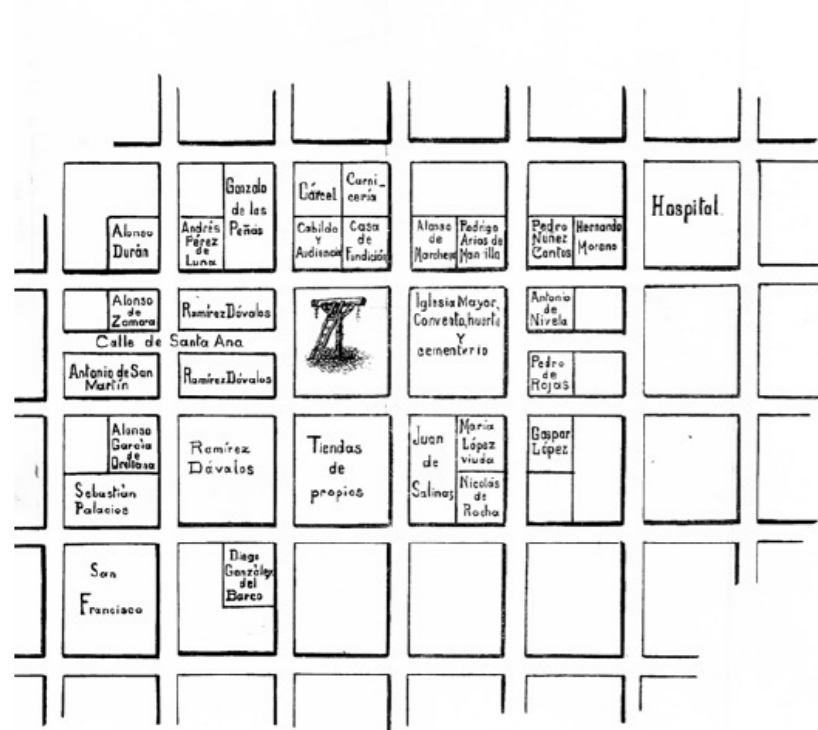 Alonso
Durán
Andrés
Pérez
de
Luna
Gonzalo
de las
Peñas
Cárcel
Carni_
cería
Cabildo
y
Audiencia
Casa
de
Fundición
Alonso
de
Marchena
Rodrigo
Arias de
Mansilla
Pedro
Nunez
Cantos
Hernando
Moreno
Hospital
Alonso
de
Zamora
Ramírez Dávalos
Iglesia Mayor,
Convento, huerta
y
cementerio
Antonio
de
Nivela
Calle de Santa Ana
Antonio de San
Martín
Ramírez Dávalos
Pedro
de
Rojas
Alonso
García
de
Orellana
Sebastián
Palacios
Ramírez
Dávalos
Tiendas
de
propios
Juan
de
Salinas
María
López
viuda
Nicolás
de
Rocha
Gaspar
López
San
Francisco
Diego
González
del
Barco